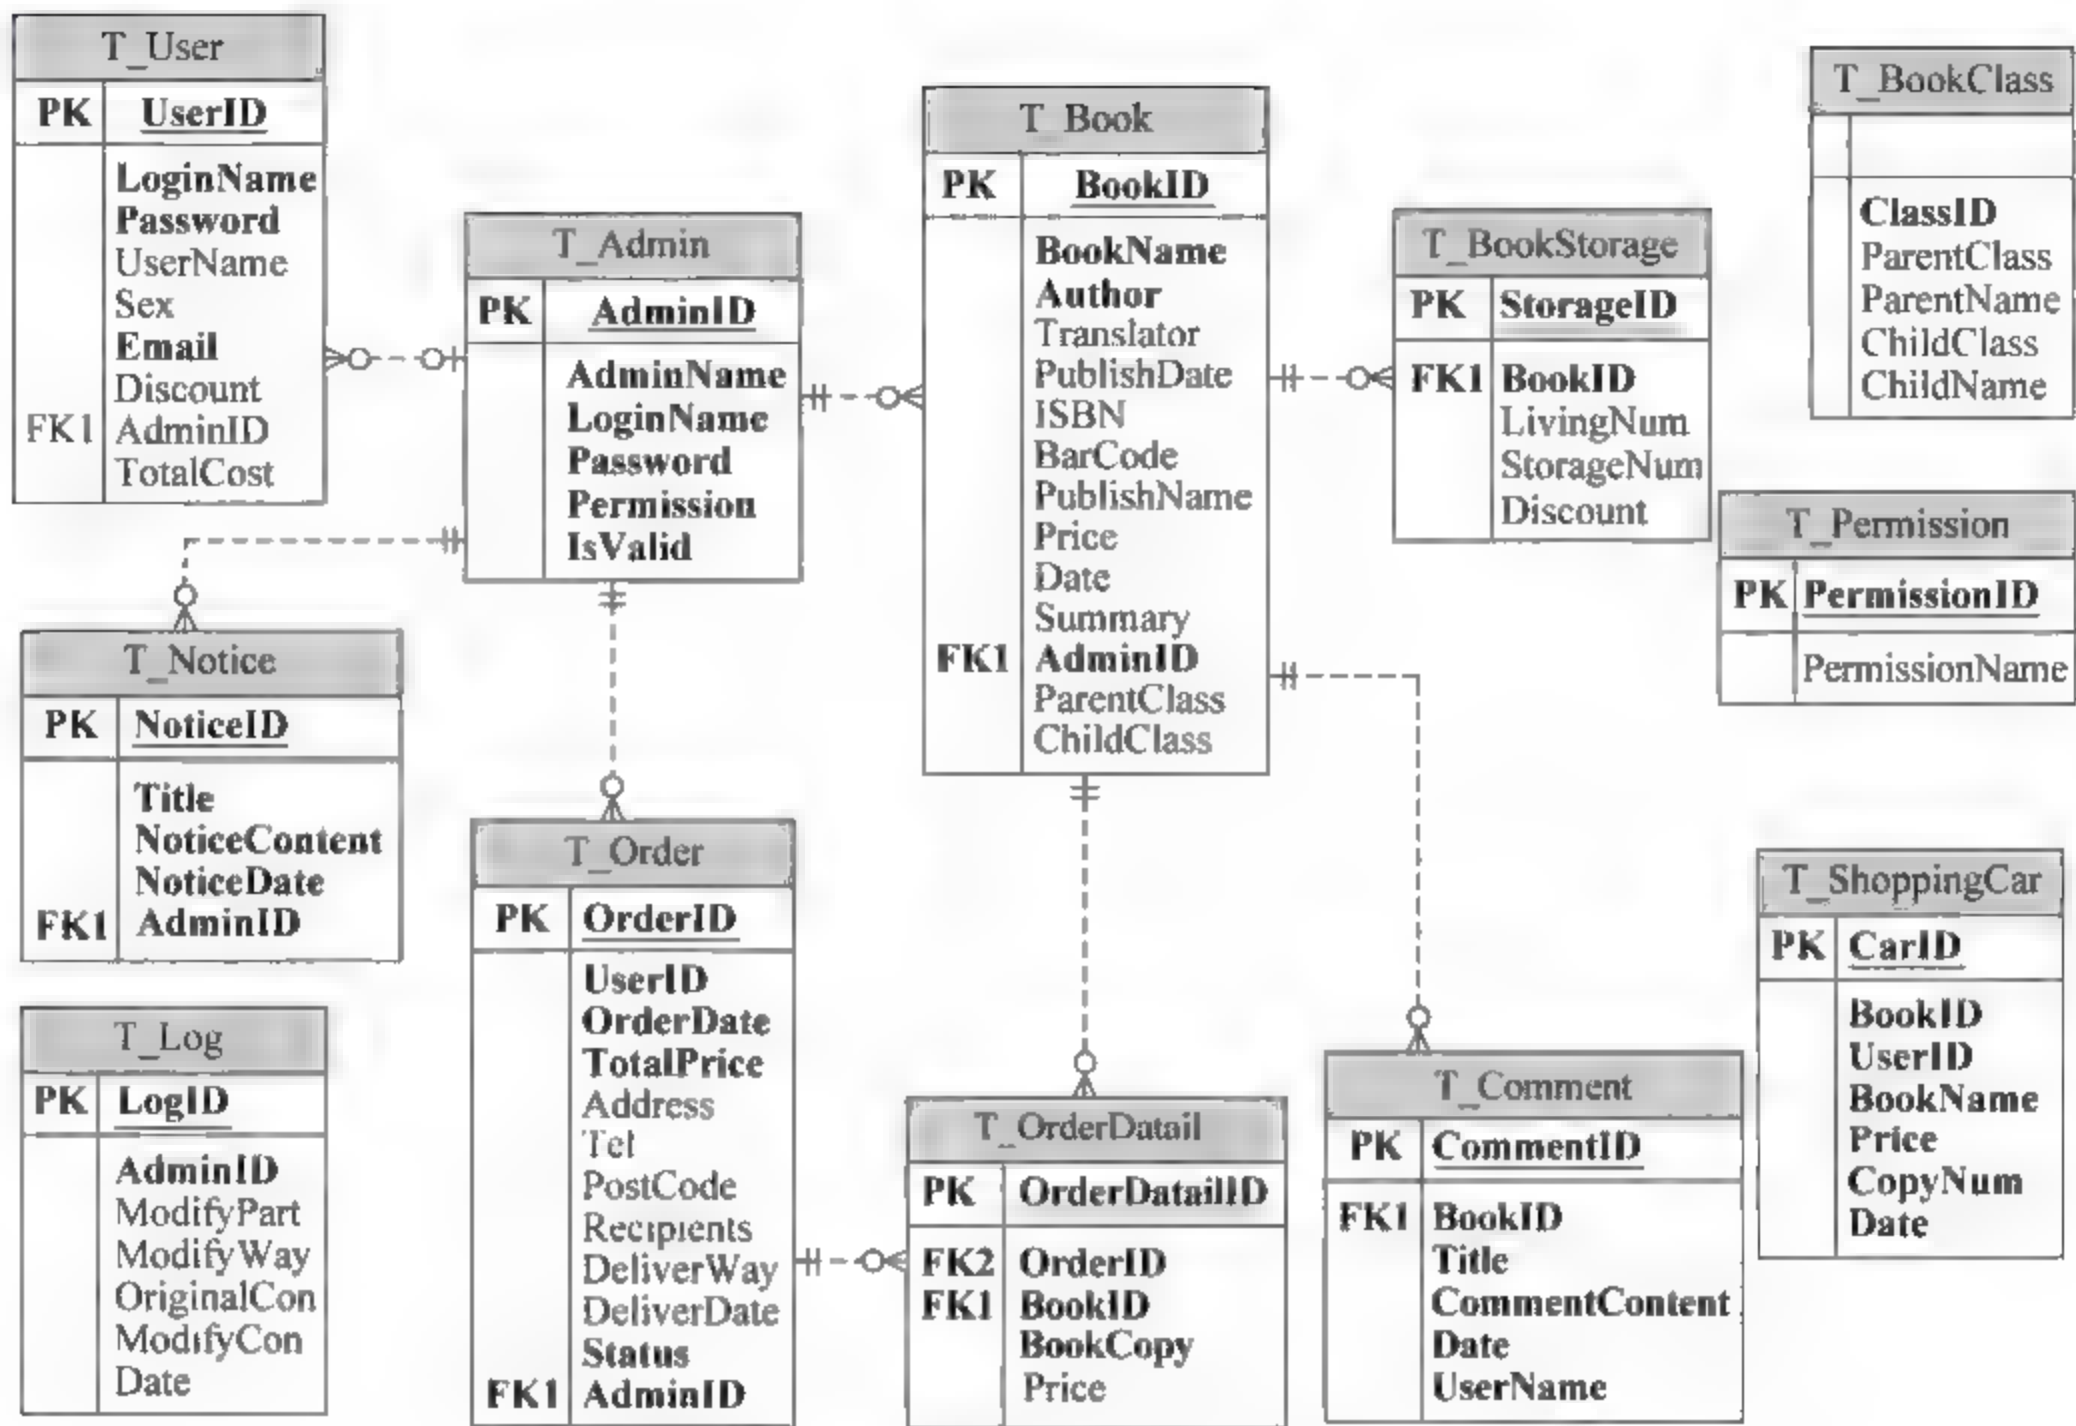 T_User
PK UserID
LoginName
Password
UserName
Sex
Email
Discount
FK1 AdminID
TotalCost
T_Admin
PK AdminID
AdminName
LoginName
Password
Permission
IsValid
T_Book
PK BookID
BookName
Author
Translator
PublishDate
ISBN
BarCode
PublishName
Price
Date
Summary
FK1 AdminID
ParentClass
ChildClass
T_BookStorage
PK StorageID
FK1 BookID
LivingNum
StorageNum
Discount
T_BookClass
ClassID
ParentClass
ParentName
ChildClass
ChildName
T_Permission
PK PermissionID
PermissionName
T_Notice
PK NoticeID
Title
NoticeContent
NoticeDate
FK1 AdminID
T_Log
PK LogID
AdminID
ModifyPart
ModifyWay
OriginalCon
ModifyCon
Date
T_Order
PK OrderID
UserID
OrderDate
TotalPrice
Address
Tel
PostCode
Recipients
DeliverWay
DeliverDate
Status
FK1 AdminID
T_OrderDatail
PK OrderDatailID
FK2 OrderID
FK1 BookID
BookCopy
Price
T_Comment
PK CommentID
FK1 BookID
Title
CommentContent
Date
UserName
T_ShoppingCar
PK CarID
BookID
UserID
BookName
Price
CopyNum
Date